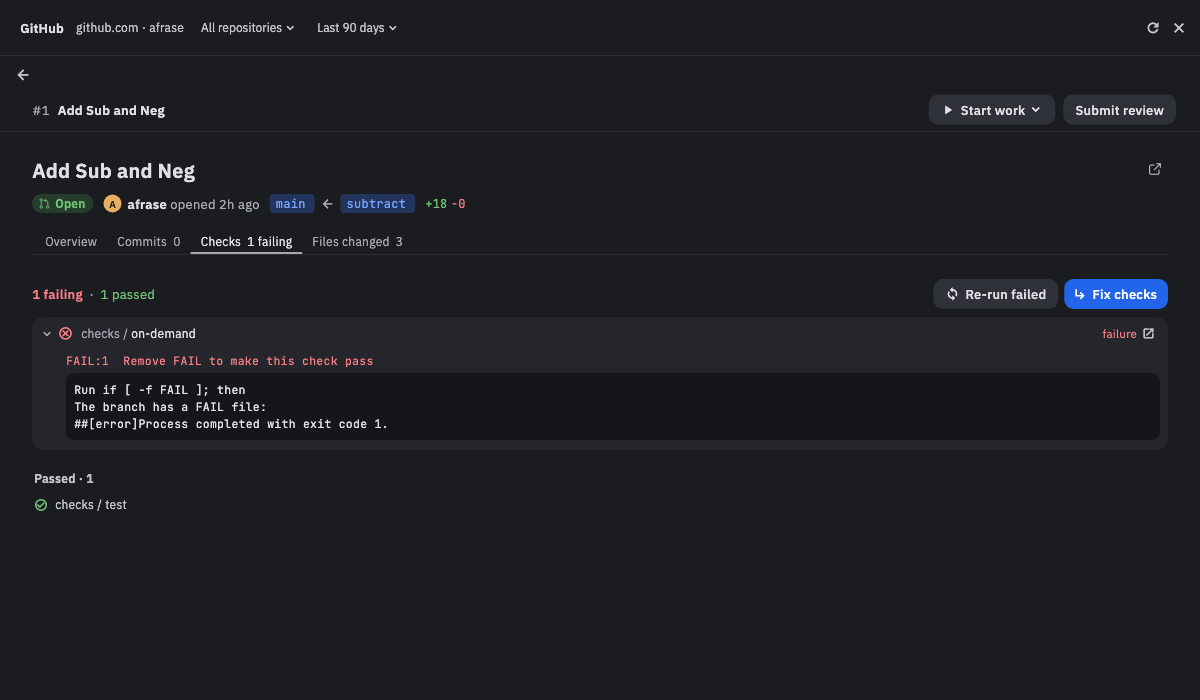 GitHub github.com · afrase All repositories Last 90 days
#1 Add Sub and Neg Start work Submit review
Add Sub and Neg
Open A afrase opened 2h ago main ← subtract +18 -0
Overview Commits 0 Checks 1 failing Files changed 3
1 failing · 1 passed Re-run failed Fix checks
checks / on-demand failure
FAIL:1 Remove FAIL to make this check pass
Run if [ -f FAIL ]; then
The branch has a FAIL file:
##[error]Process completed with exit code 1.
Passed · 1
checks / test